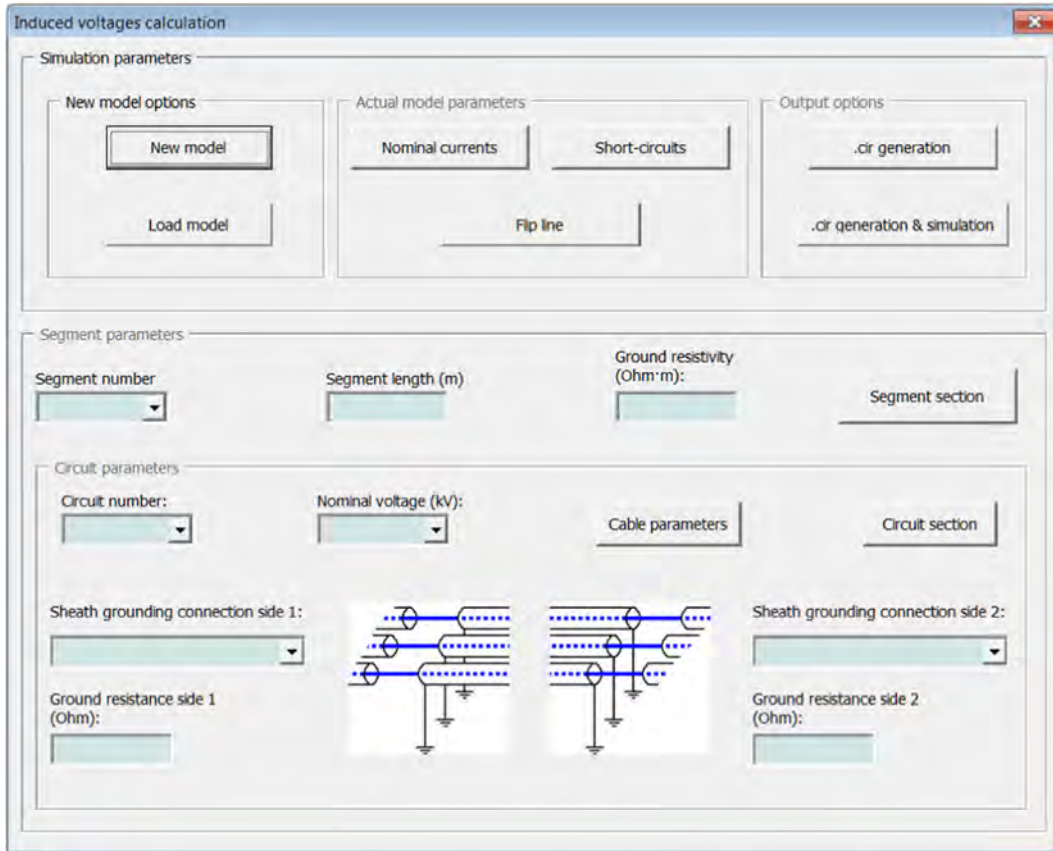 Induced voltages calculation
Simulation parameters
New model options
Actual model parameters
Output options
New model
Nominal currents
Short-circuits
.cir generation
Load model
Flip line
.cir generation & simulation
Segment parameters
Segment number
Segment length (m)
Ground resistivity
(Ohm·m):
Segment section
Circuit parameters
Circuit number:
Nominal voltage (kV):
Cable parameters
Circuit section
Sheath grounding connection side 1:
Sheath grounding connection side 2:
Ground resistance side 1
(Ohm):
Ground resistance side 2
(Ohm):